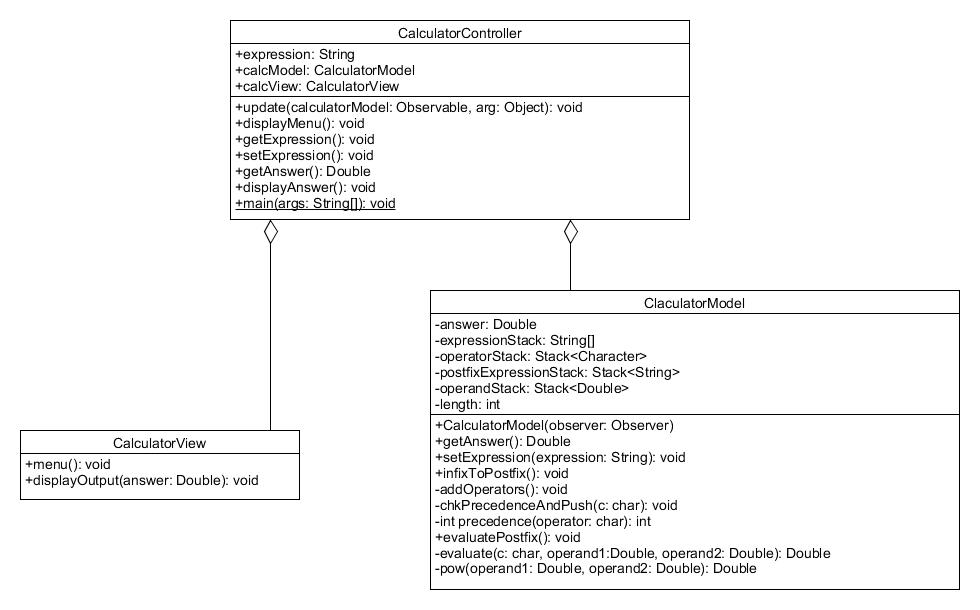 CalculatorController
+expression: String
+calcModel: CalculatorModel
+calcView: CalculatorView
+update(calculatorModel: Observable, arg: Object): void
+displayMenu(): void
+getExpression(): void
+setExpression(): void
+getAnswer(): Double
+displayAnswer(): void
+main(args: String[]): void
ClaculatorModel
-answer: Double
-expressionStack: String[]
-operatorStack: Stack<Character>
-postfixExpressionStack: Stack<String>
-operandStack: Stack<Double>
-length: int
+CalculatorModel(observer: Observer)
+getAnswer(): Double
+setExpression(expression: String): void
+infixToPostfix(): void
-addOperators(): void
-chkPrecedenceAndPush(c: char): void
-int precedence(operator: char): int
+evaluatePostfix(): void
-evaluate(c: char, operand1:Double, operand2: Double): Double
-pow(operand1: Double, operand2: Double): Double
CalculatorView
+menu(): void
+displayOutput(answer: Double): void